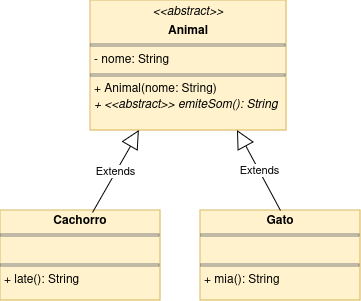 <<abstract>>
Animal
- nome: String
+ Animal(nome: String)
+ <<abstract>> emiteSom(): String
Extends
Extends
Cachorro
+ late(): String
Gato
+ mia(): String